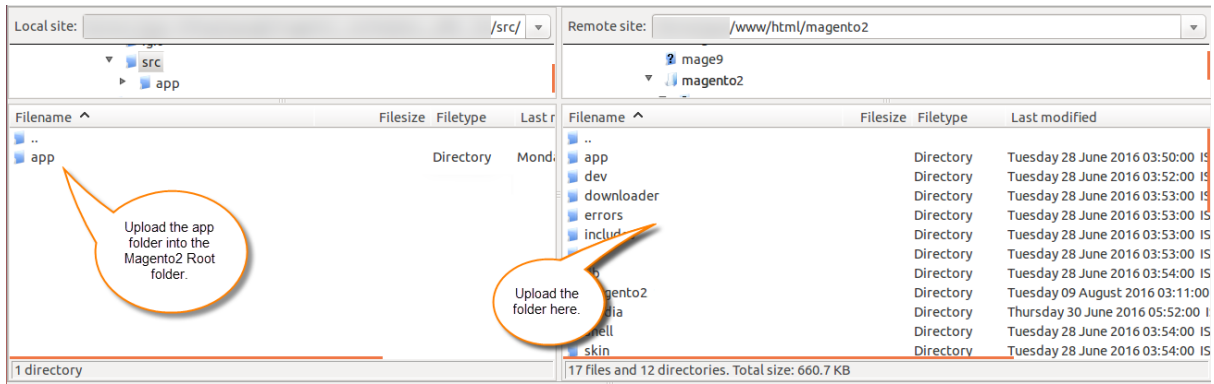 Local site: /src/
src
app
Filename Filesize Filetype
..
app Directory
1 directory
Upload the app
folder into the
Magento2 Root
folder.
Remote site: /www/html/magento2
? mage9
magento2
Filename Filesize Filetype Last modified
..
app Directory Tuesday 28 June 2016 03:50:00
dev Directory Tuesday 28 June 2016 03:52:00
downloader Directory Tuesday 28 June 2016 03:53:00
errors Directory Tuesday 28 June 2016 03:53:00
Directory Tuesday 28 June 2016 03:53:00
Directory Tuesday 28 June 2016 03:53:00
Directory Tuesday 28 June 2016 03:54:00
Directory Tuesday 09 August 2016 03:11:00
Directory Thursday 30 June 2016 05:52:00
Directory Tuesday 28 June 2016 03:54:00
skin Directory Tuesday 28 June 2016 03:54:00
17 files and 12 directories. Total size: 660.7 KB
Upload the
folder here.